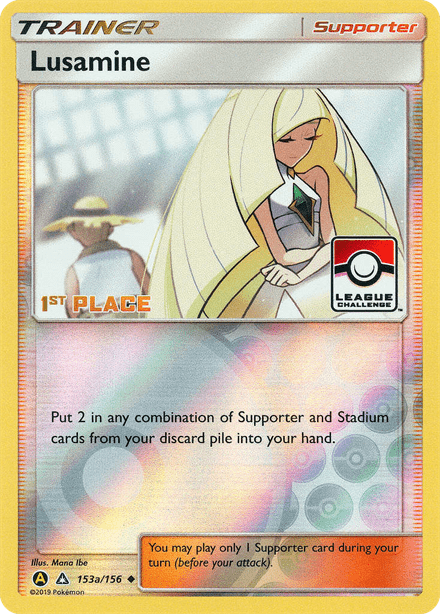 TRAINER
Supporter
Lusamine
1ST PLACE
LEAGUE
CHALLENGE
™
Put 2 in any combination of Supporter and Stadium
cards from your discard pile into your hand.
Illus. Mana Ibe
You may play only 1 Supporter card during your
turn (before your attack).
A
153a/156
©2019 Pokémon